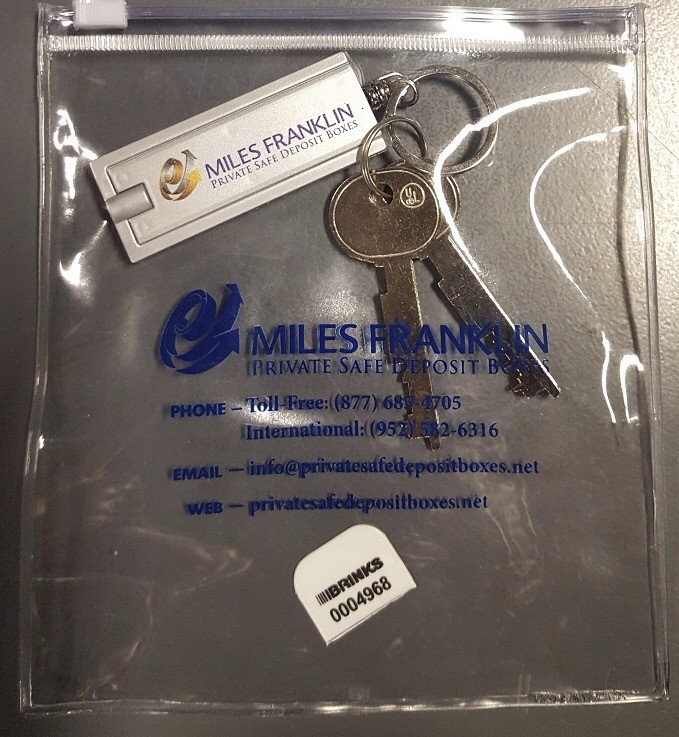 MILES FRANKLIN
PRIVATE SAFE DEPOSIT BOXES
UL
MILES FRANKLIN
PRIVATE SAFE DEPOSIT BOXES
PHONE – Toll-Free: (877) 685-4705
International: (952) 582-6316
EMAIL – info@privatesafedepositboxes.net
WEB – privatesafedepositboxes.net
BRINKS
0004968